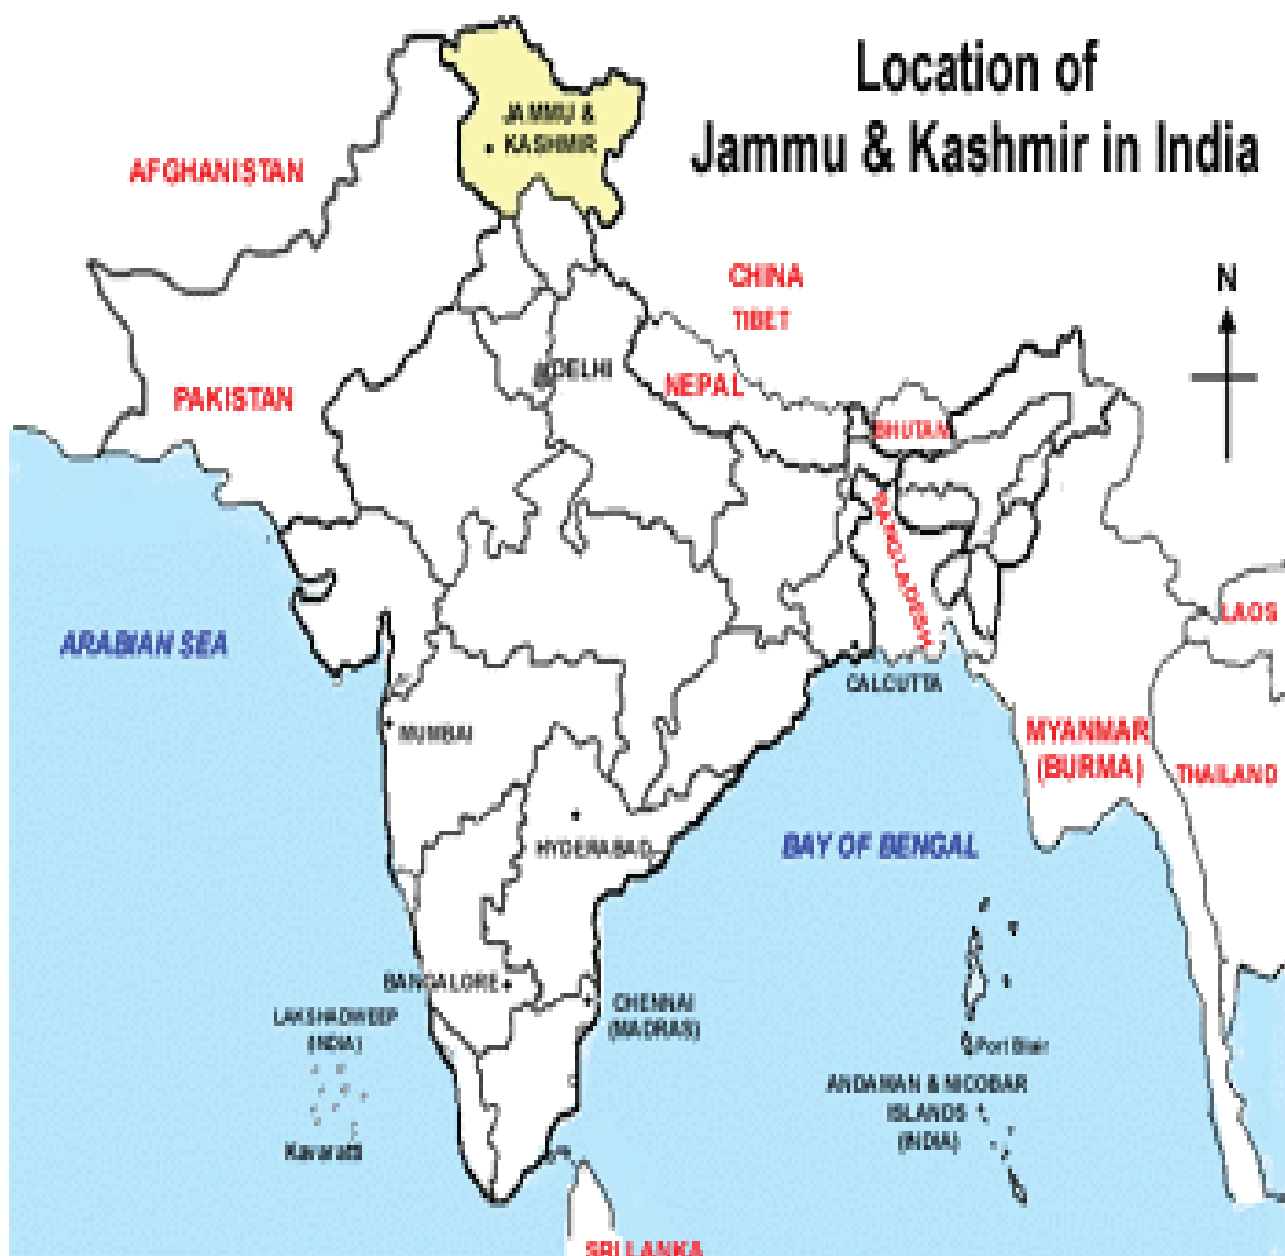 Location of
Jammu & Kashmir in India
JAMMU &
KASHMIR
AFGHANISTAN
CHINA
TIBET
N
DELHI
NEPAL
PAKISTAN
BHUTAN
BANGLADESH
LAOS
ARABIAN SEA
CALCUTTA
MUMBAI
MYANMAR
(BURMA)
THAILAND
HYDERABAD
BAY OF BENGAL
BANGALORE
CHENNAI
(MADRAS)
LAKSHADWEEP
(INDIA)
Port Blair
ANDAMAN & NICOBAR
ISLANDS
(INDIA)
Kavaratti
SRI LANKA